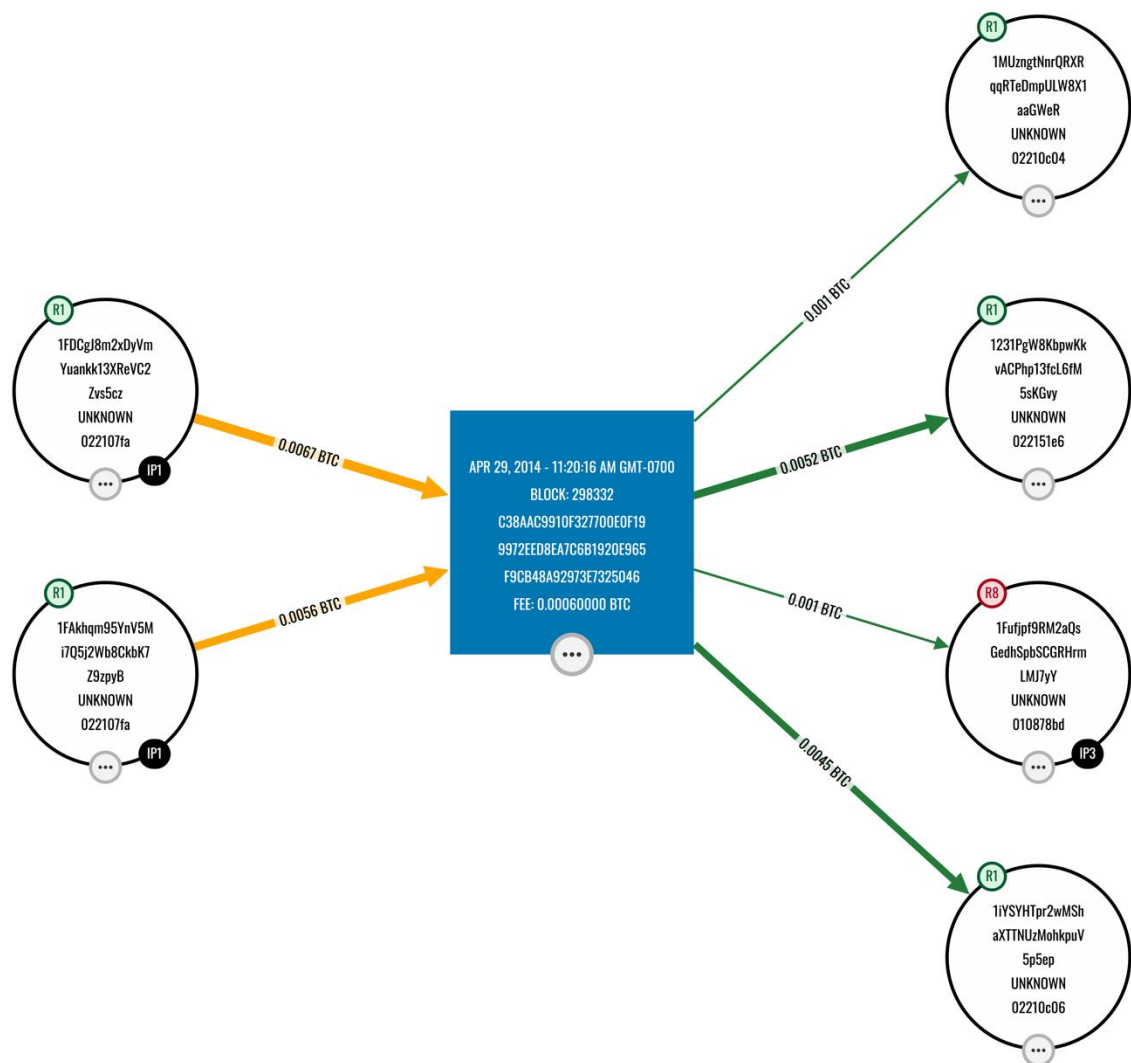 R1
1MUzngtNnrQRXR
qqRTeDmpULW8X1
aaGWeR
UNKNOWN
02210c04
0.001 BTC
R1
1FDCgJ8m2xDyVm
Yuankk13XReVC2
Zvs5cz
UNKNOWN
022107fa
IP1
0.0067 BTC
R1
1231PgW8KbpwKk
vACPhp13fcL6fM
5sKGvy
UNKNOWN
022151e6
0.0052 BTC
APR 29, 2014 - 11:20:16 AM GMT-0700
BLOCK: 298332
C38AAC9910F327700E0F19
9972EED8EA7C6B1920E965
F9CB48A92973E7325046
FEE: 0.00060000 BTC
R1
1FAkhqm95YnV5M
i7Q5j2Wb8CkbK7
Z9zpyB
UNKNOWN
022107fa
IP1
0.0056 BTC
0.001 BTC
R8
1Fufjpf9RM2aQs
GedhSpbSCGRHrm
LMJ7yY
UNKNOWN
010878bd
IP3
0.0045 BTC
R1
1iYSYHTpr2wMSh
aXTTNUzMohkpuV
5p5ep
UNKNOWN
02210c06